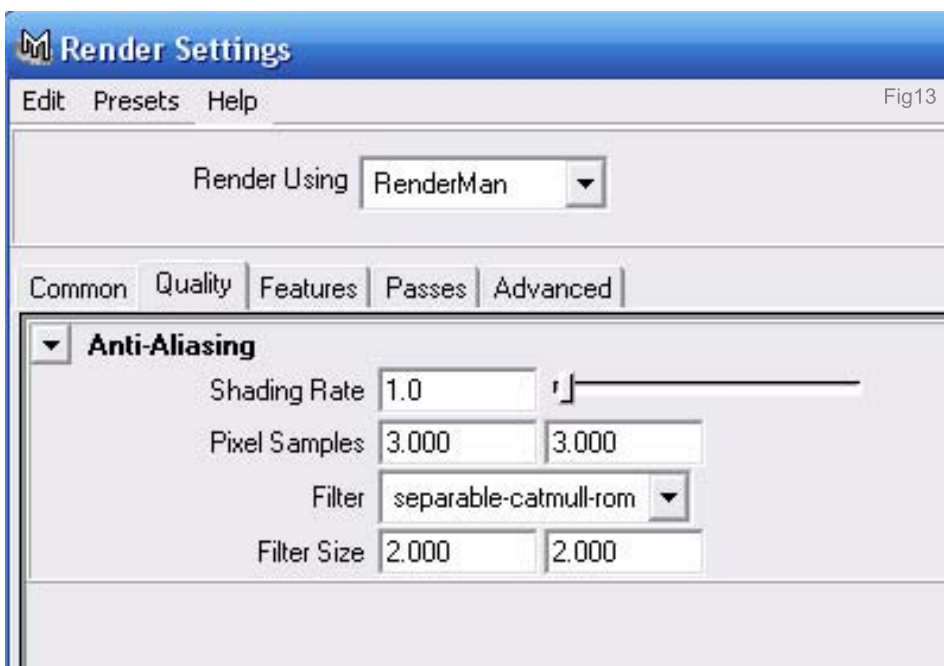 Render Settings
Edit Presets Help Fig13
Render Using RenderMan
Common Quality Features Passes Advanced
Anti-Aliasing
Shading Rate 1.0
Pixel Samples 3.000 3.000
Filter separable-catmull-rom
Filter Size 2.000 2.000